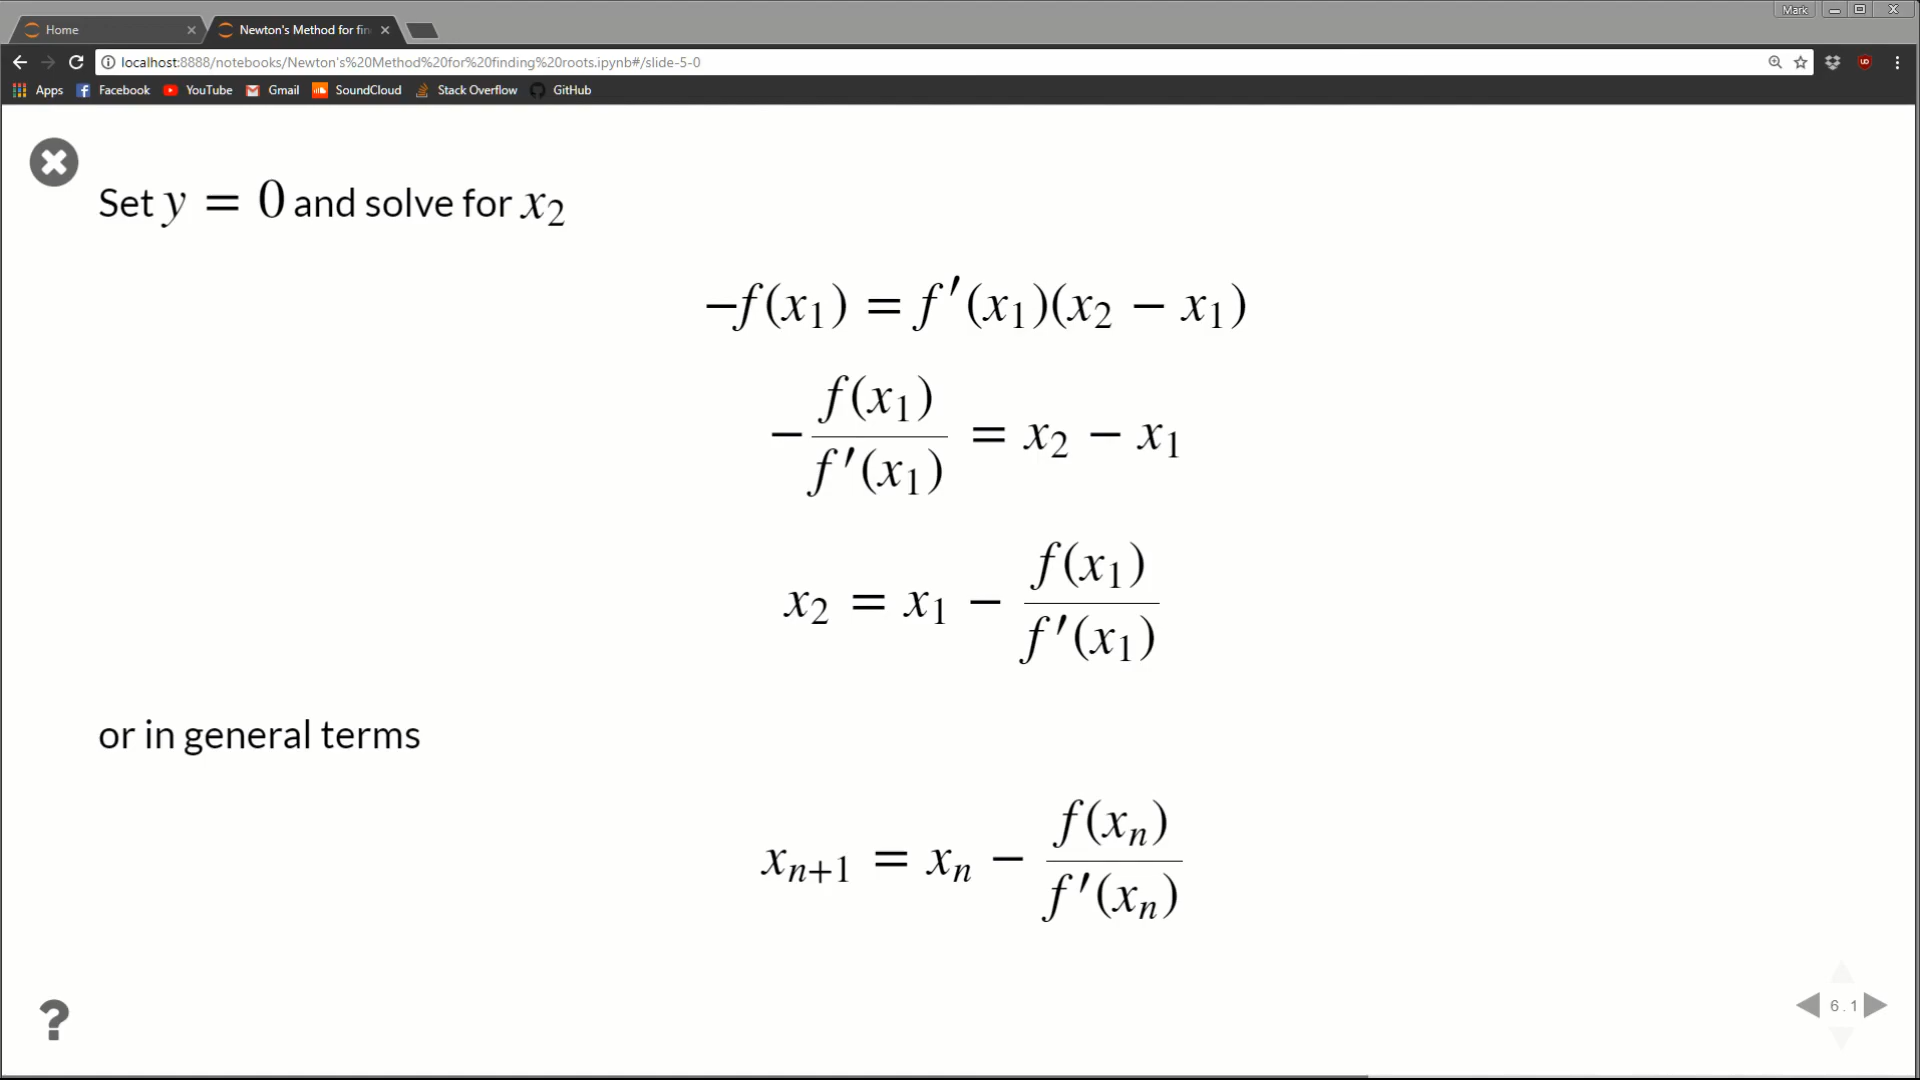 Mark
Home
Newton's Method for fin
localhost:8888/notebooks/Newton's%20Method%20for%20finding%20roots.ipynb#/slide-5-0
Apps Facebook YouTube Gmail SoundCloud Stack Overflow GitHub
Set y = 0 and solve for x₂
−f(x₁) = f′(x₁)(x₂ − x₁)
−f(x₁)/f′(x₁) = x₂ − x₁
x₂ = x₁ − f(x₁)/f′(x₁)
or in general terms
xₙ₊₁ = xₙ − f(xₙ)/f′(xₙ)
?
6.1